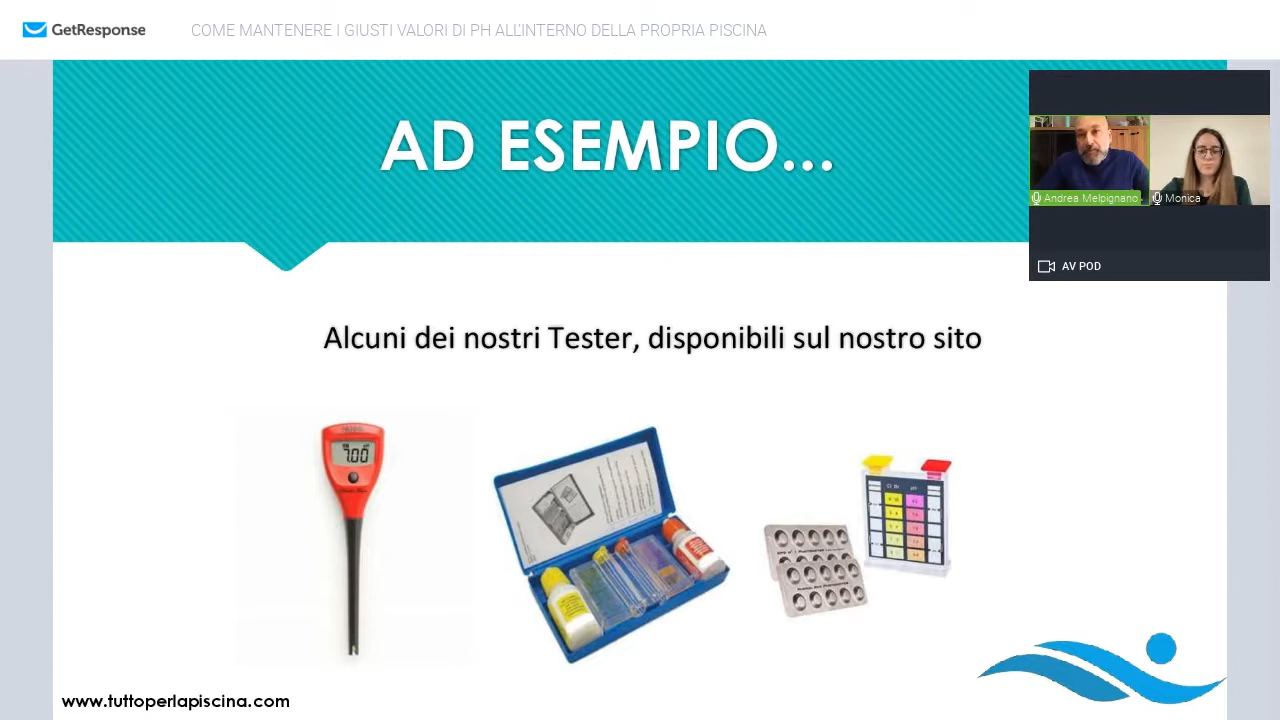 GetResponse
COME MANTENERE I GIUSTI VALORI DI PH ALL'INTERNO DELLA PROPRIA PISCINA
AD ESEMPIO...
Andrea Melpignano
Monica
AV POD
Alcuni dei nostri Tester, disponibili sul nostro sito
7.00
www.tuttoperlapiscina.com